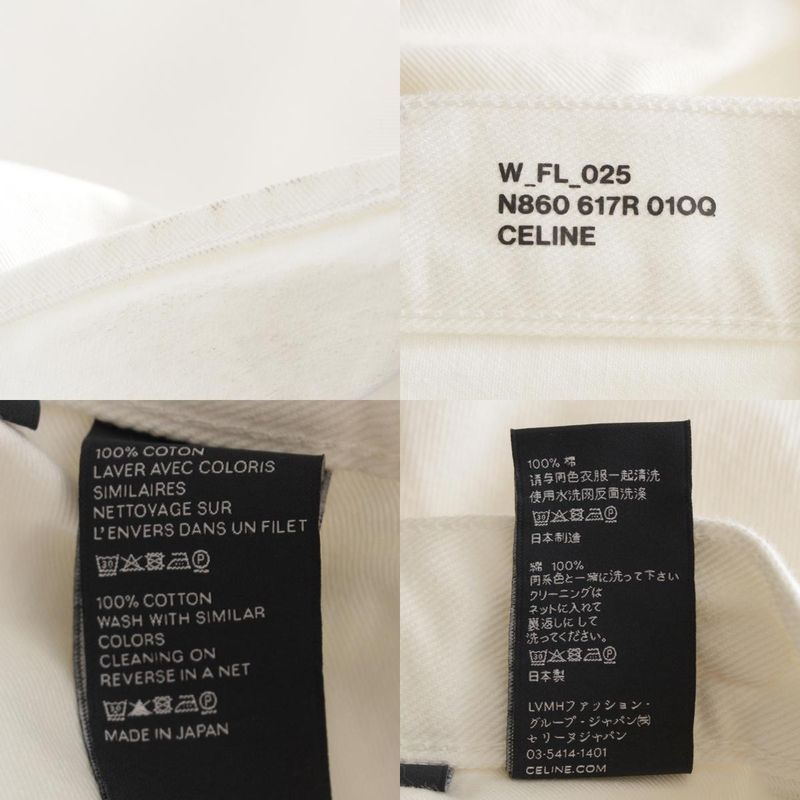 W_FL_025
N860 617R 01OQ
CELINE
100% COTON
LAVER AVEC COLORIS
SIMILAIRES
NETTOYAGE SUR
L'ENVERS DANS UN FILET
30 P
100% COTTON
WASH WITH SIMILAR
COLORS
CLEANING ON
REVERSE IN A NET
30 P
MADE IN JAPAN
100% 棉
请与同色衣服一起清洗
使用水洗网反面洗涤
30 P
日本制造
綿 100%
同系色と一緒に洗って下さい
クリーニングは
ネットに入れて
裏返しにして
洗ってください。
30 P
日本製
LVMHファッション・
グループ・ジャパン㈱
セリーヌジャパン
03-5414-1401
CELINE.COM